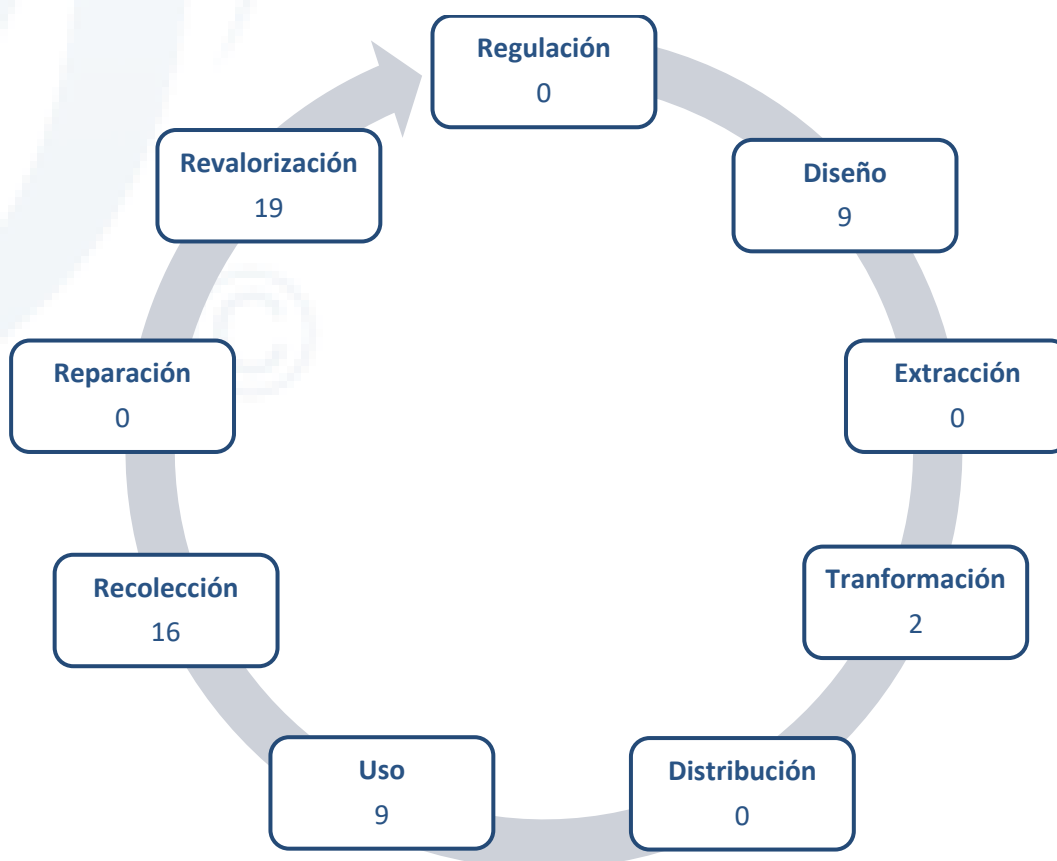 Regulación
0
Diseño
9
Extracción
0
Tranformación
2
Distribución
0
Uso
9
Recolección
16
Reparación
0
Revalorización
19
©